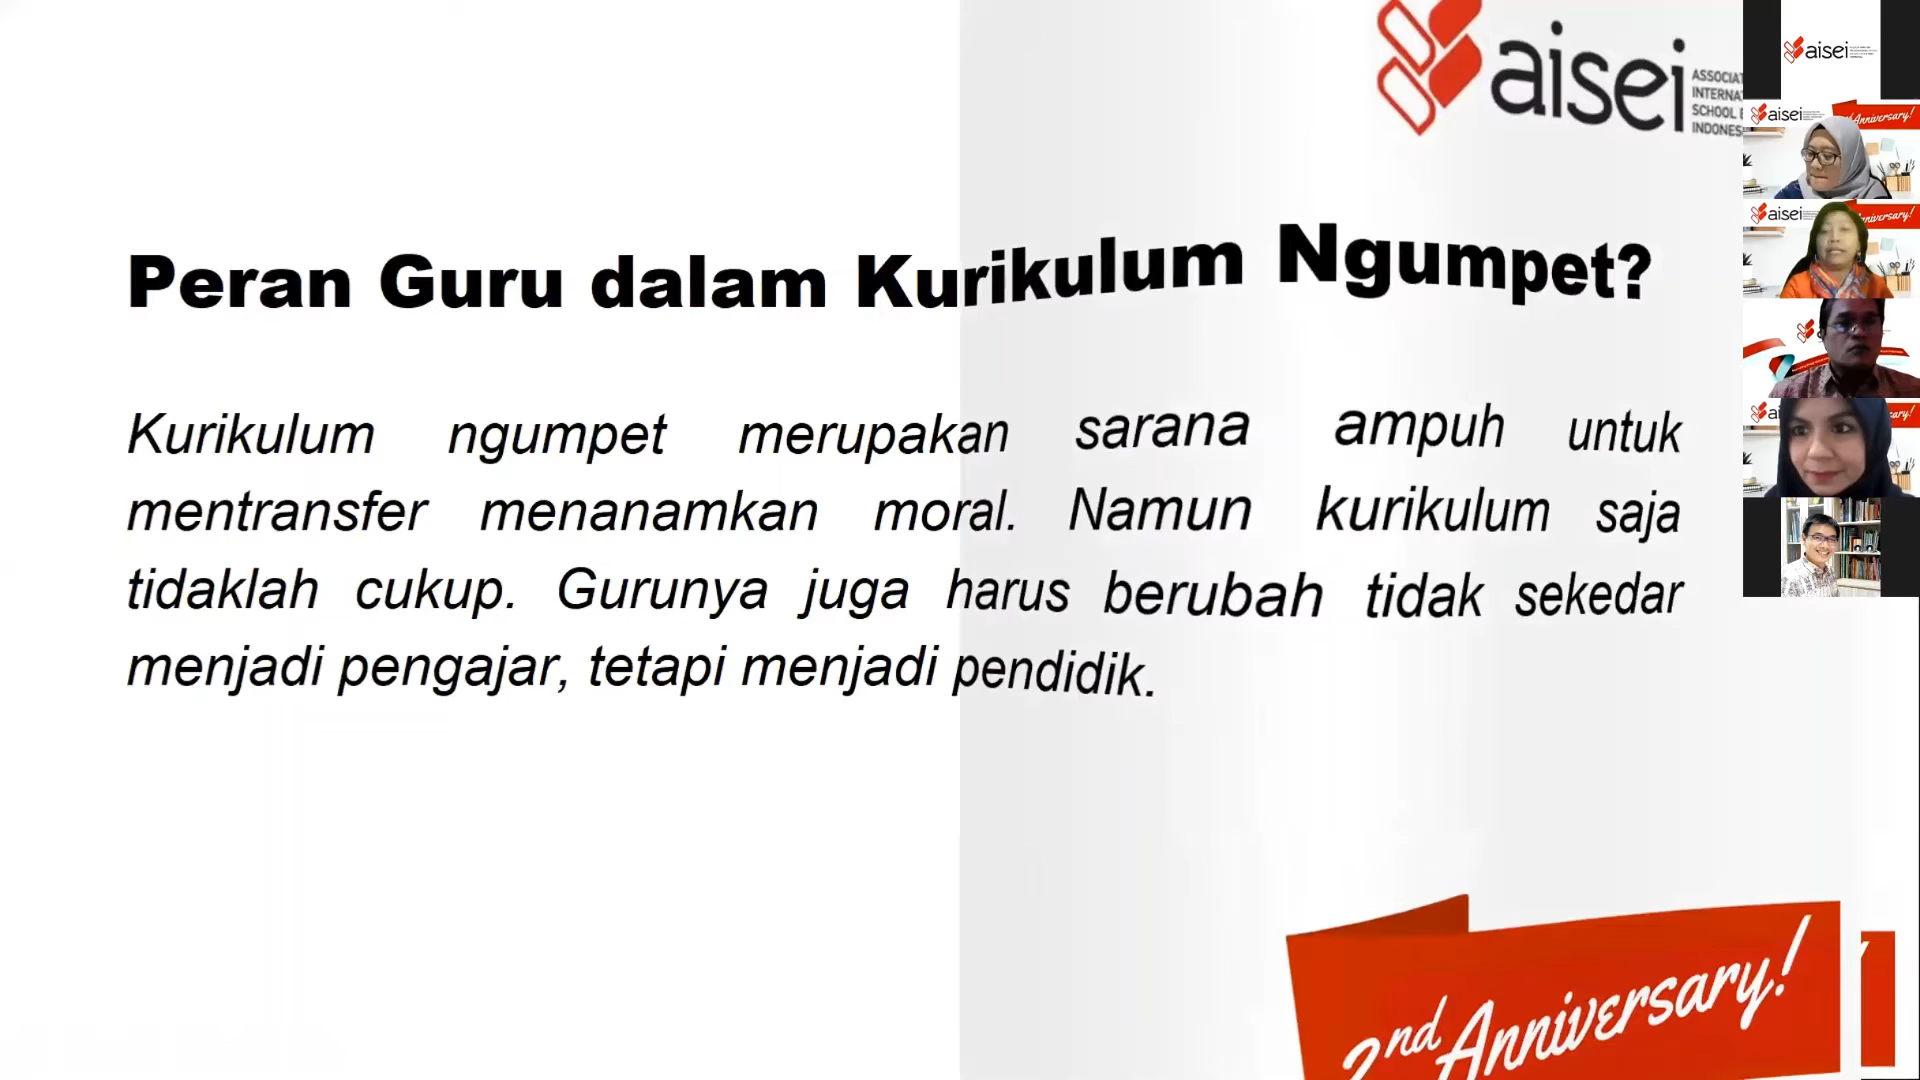 aisei
ASSOCIAT
INTERNA
SCHOOL
INDONES
Peran Guru dalam Kurikulum Ngumpet?
Kurikulum ngumpet merupakan sarana ampuh untuk
mentransfer menanamkan moral. Namun kurikulum saja
tidaklah cukup. Gurunya juga harus berubah tidak sekedar
menjadi pengajar, tetapi menjadi pendidik.
2nd Anniversary!
aisei
aisei
Anniversary!
aisei
niversary!